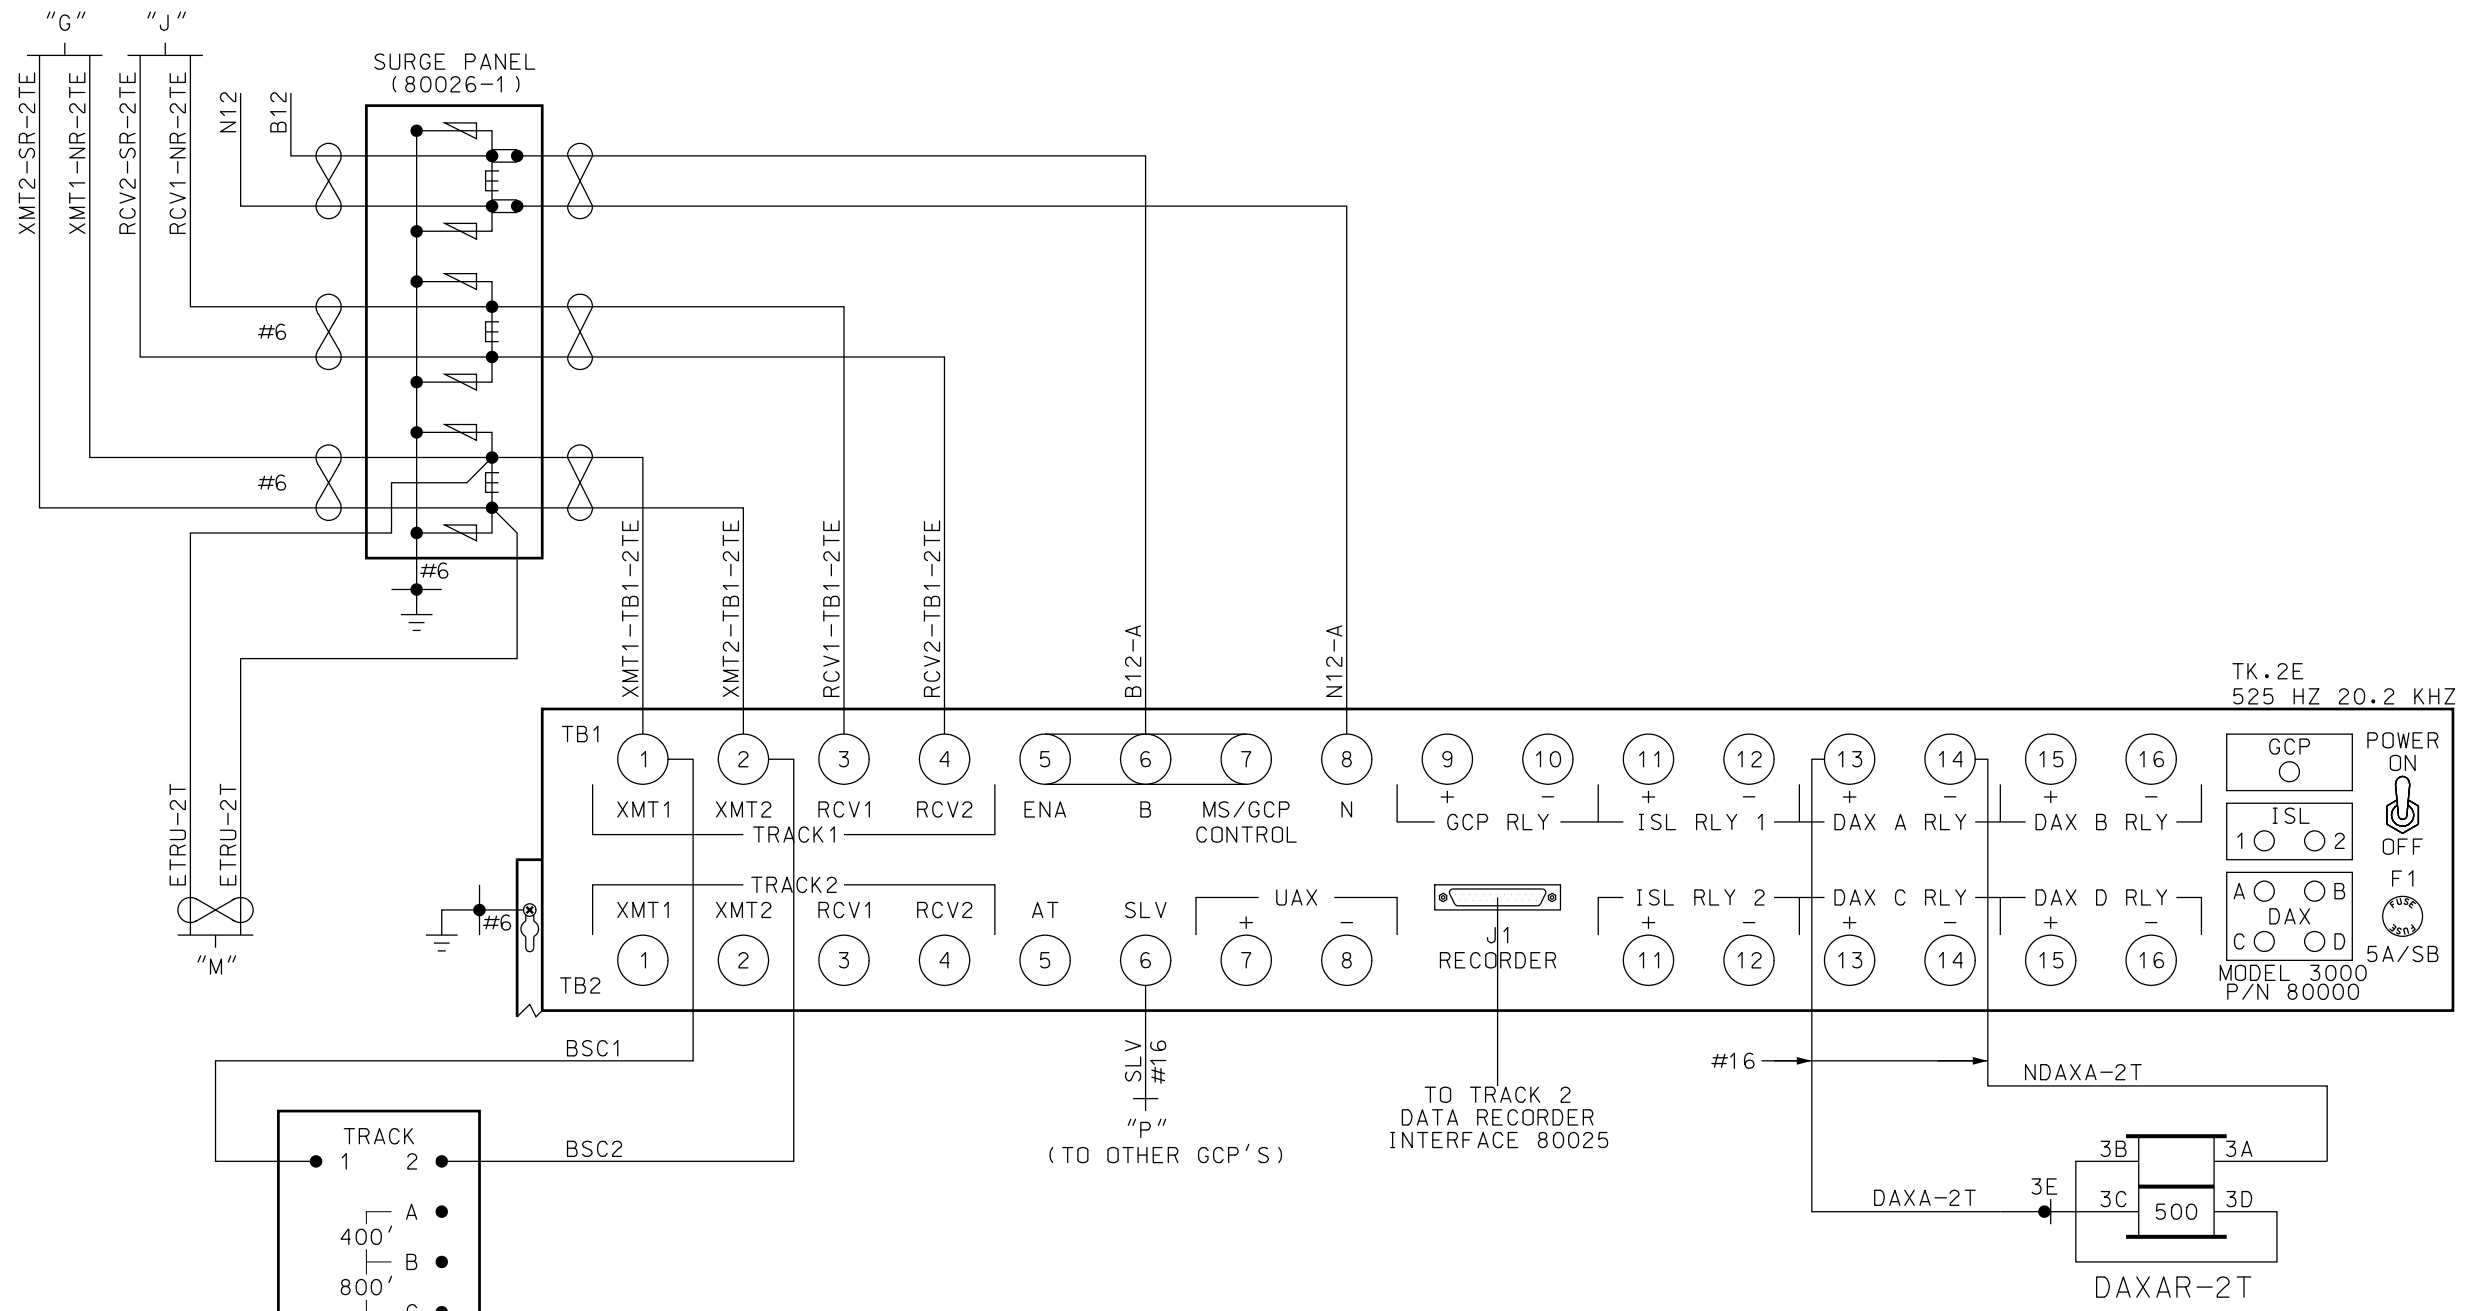 "G"
"J"
XMT2-SR-2TE
XMT1-NR-2TE
RCV2-SR-2TE
RCV1-NR-2TE
N12
B12
SURGE PANEL
(80026-1)
#6
#6
#6
XMT1-TB1-2TE
XMT2-TB1-2TE
RCV1-TB1-2TE
RCV2-TB1-2TE
B12-A
N12-A
ETRU-2T
ETRU-2T
"M"
#6
TK.2E
525 HZ 20.2 KHZ
TB1
1
2
3
4
5
6
7
8
9
10
11
12
13
14
15
16
XMT1
XMT2
RCV1
RCV2
ENA
B
MS/GCP
CONTROL
N
+
-
+
-
+
-
+
-
TRACK1
GCP RLY
ISL RLY 1
DAX A RLY
DAX B RLY
GCP
POWER
ON
ISL
1
2
OFF
F1
A
B
DAX
C
D
FUSE
FUSE
5A/SB
MODEL 3000
P/N 80000
TRACK2
XMT1
XMT2
RCV1
RCV2
AT
SLV
UAX
+
-
J1
RECORDER
ISL RLY 2
DAX C RLY
DAX D RLY
+
-
+
-
+
-
TB2
1
2
3
4
5
6
7
8
11
12
13
14
15
16
BSC1
BSC2
TRACK
1
2
A
400'
B
800'
C
SLV
#16
"P"
(TO OTHER GCP'S)
TO TRACK 2
DATA RECORDER
INTERFACE 80025
#16
NDAXA-2T
DAXA-2T
3E
3B
3A
3C
500
3D
DAXAR-2T